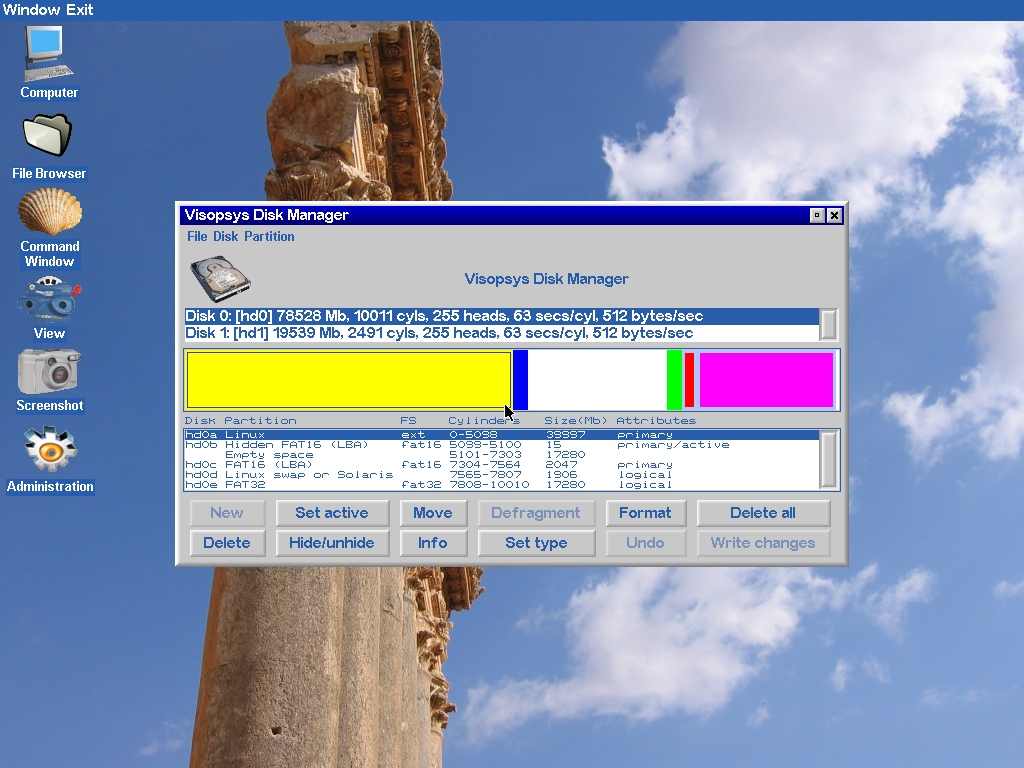 Window Exit
Computer
File Browser
Command
Window
View
Screenshot
Administration
Visopsys Disk Manager
File Disk Partition
Visopsys Disk Manager
Disk 0: [hd0] 78528 Mb, 10011 cyls, 255 heads, 63 secs/cyl, 512 bytes/sec
Disk 1: [hd1] 19539 Mb, 2491 cyls, 255 heads, 63 secs/cyl, 512 bytes/sec
Disk Partition FS Cylinders Size(Mb) Attributes
hd0a Linux ext 0-5098 39997 primary
hd0b Hidden FAT16 (LBA) fat16 5099-5100 15 primary/active
Empty space 5101-7303 17280
hd0c FAT16 (LBA) fat16 7304-7564 2047 primary
hd0d Linux swap or Solaris 7565-7807 1906 logical
hd0e FAT32 fat32 7808-10010 17280 logical
New Set active Move Defragment Format Delete all
Delete Hide/unhide Info Set type Undo Write changes